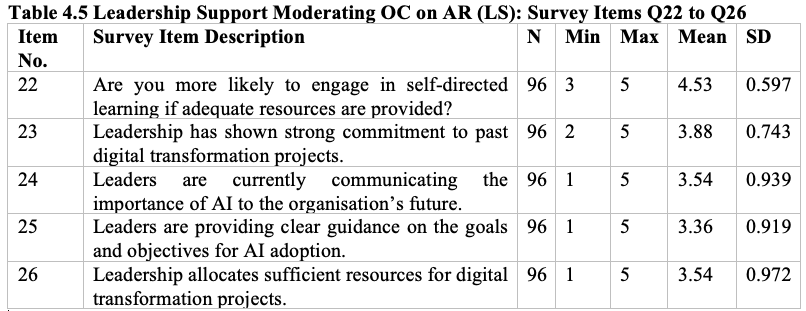 Table 4.5 Leadership Support Moderating OC on AR (LS): Survey Items Q22 to Q26
Item No. Survey Item Description N Min Max Mean SD
22 Are you more likely to engage in self-directed learning if adequate resources are provided? 96 3 5 4.53 0.597
23 Leadership has shown strong commitment to past digital transformation projects. 96 2 5 3.88 0.743
24 Leaders are currently communicating the importance of AI to the organisation’s future. 96 1 5 3.54 0.939
25 Leaders are providing clear guidance on the goals and objectives for AI adoption. 96 1 5 3.36 0.919
26 Leadership allocates sufficient resources for digital transformation projects. 96 1 5 3.54 0.972